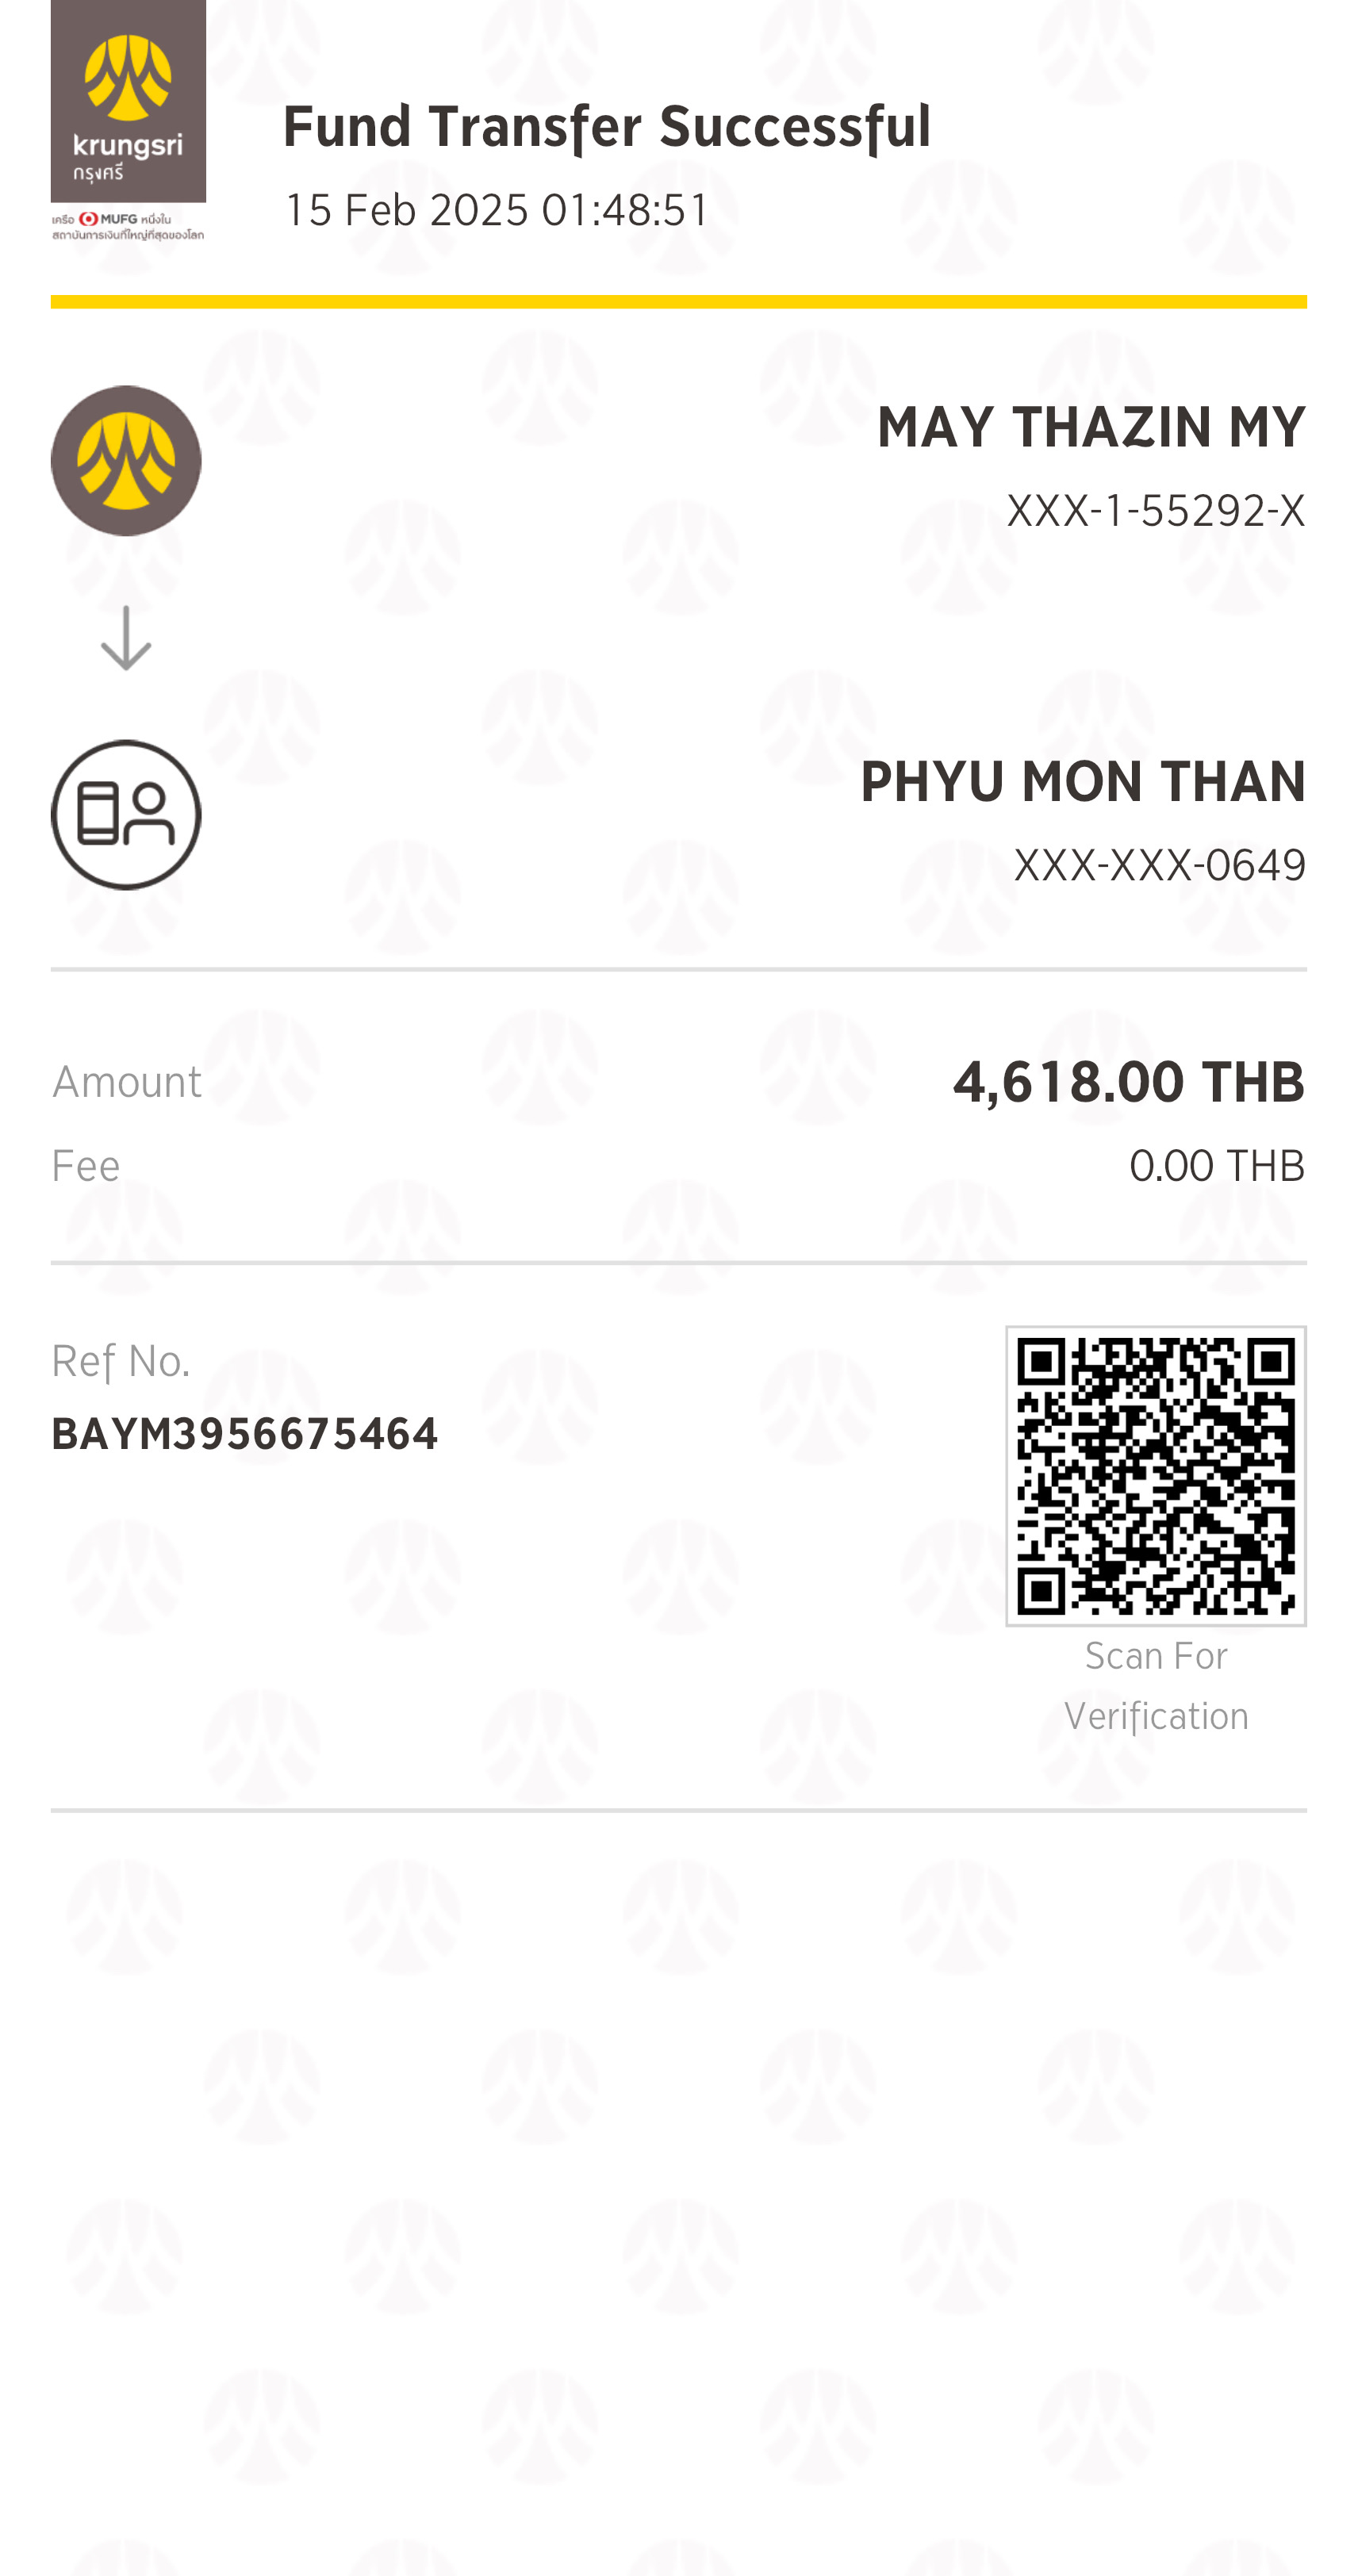 krungsri
กรุงศรี
เครือ MUFG หนึ่งใน
สถาบันการเงินที่ใหญ่ที่สุดของโลก
Fund Transfer Successful
15 Feb 2025 01:48:51
MAY THAZIN MY
XXX-1-55292-X
PHYU MON THAN
XXX-XXX-0649
Amount 4,618.00 THB
Fee 0.00 THB
Ref No.
BAYM3956675464
Scan For
Verification